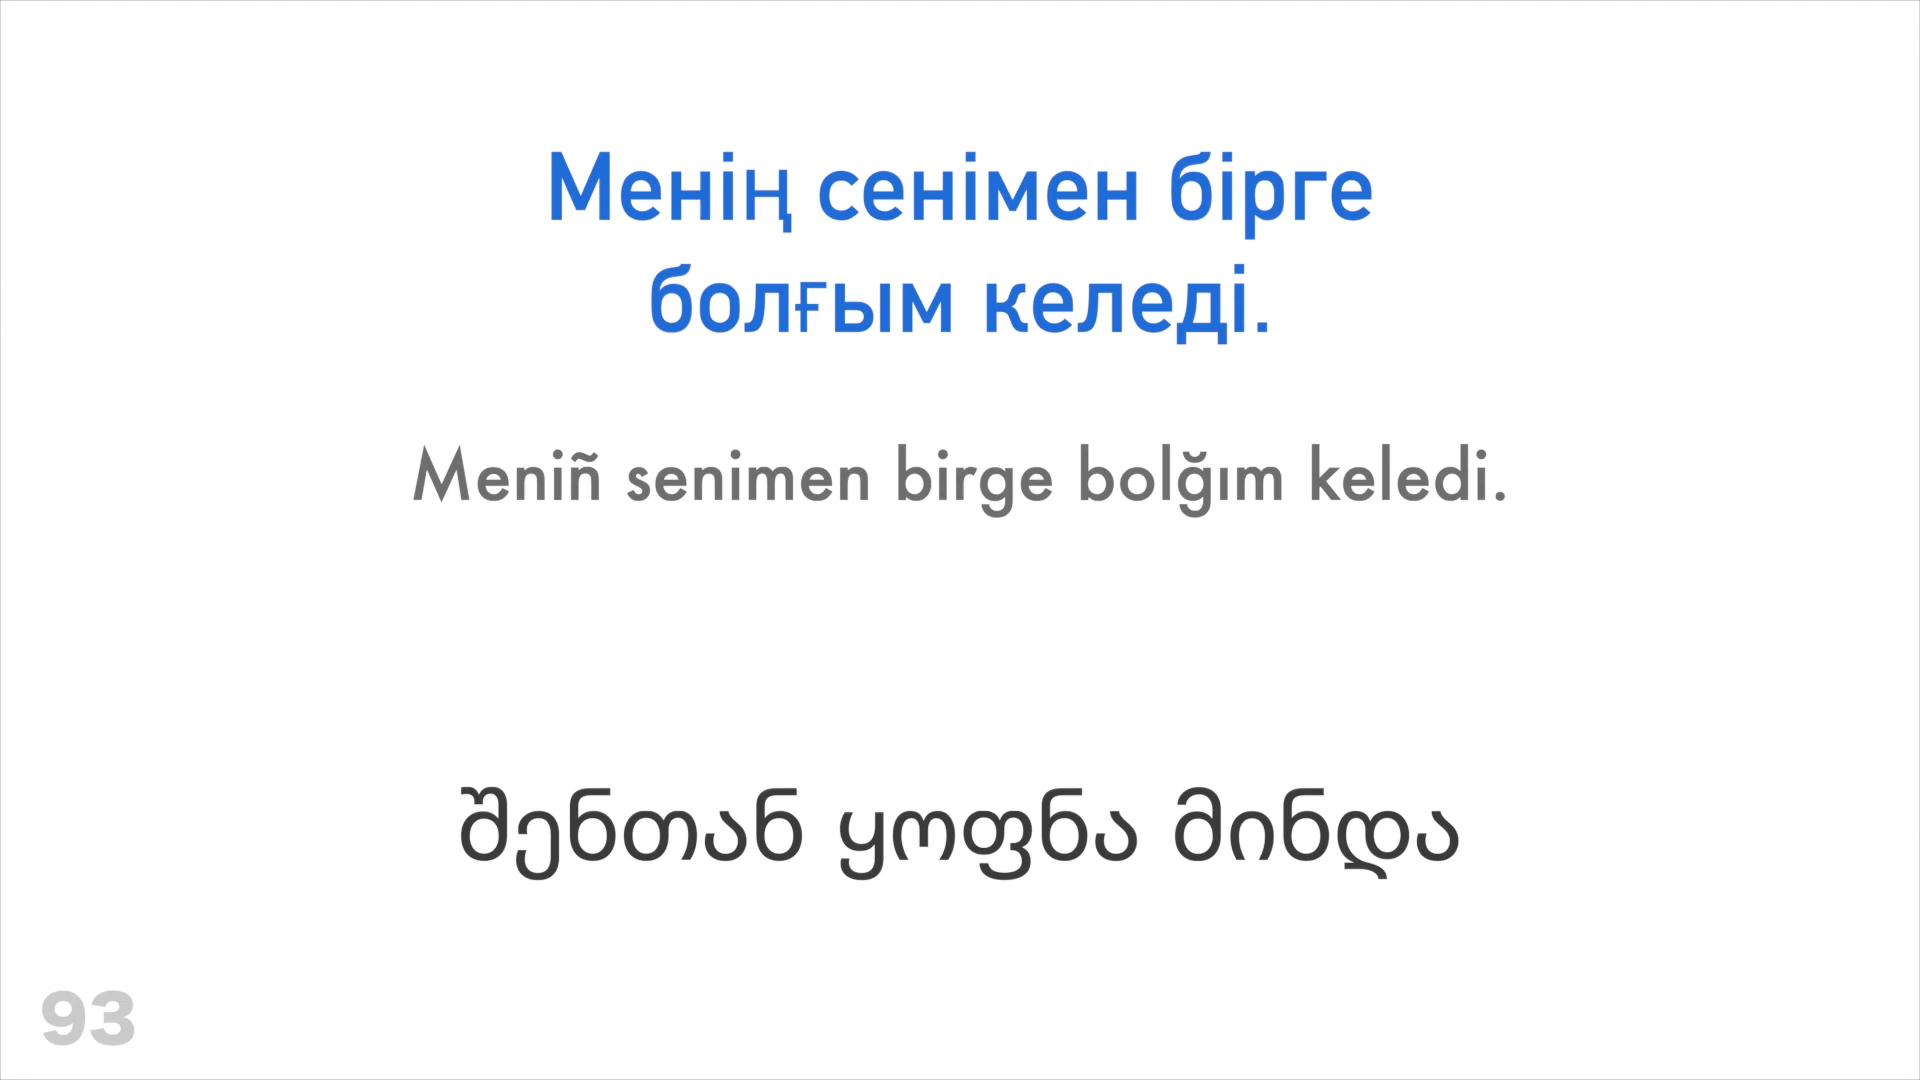 Менің сенімен бірге
болғым келеді.
Meniñ senimen birge bolğım keledi.
შენთან ყოფნა მინდა
93